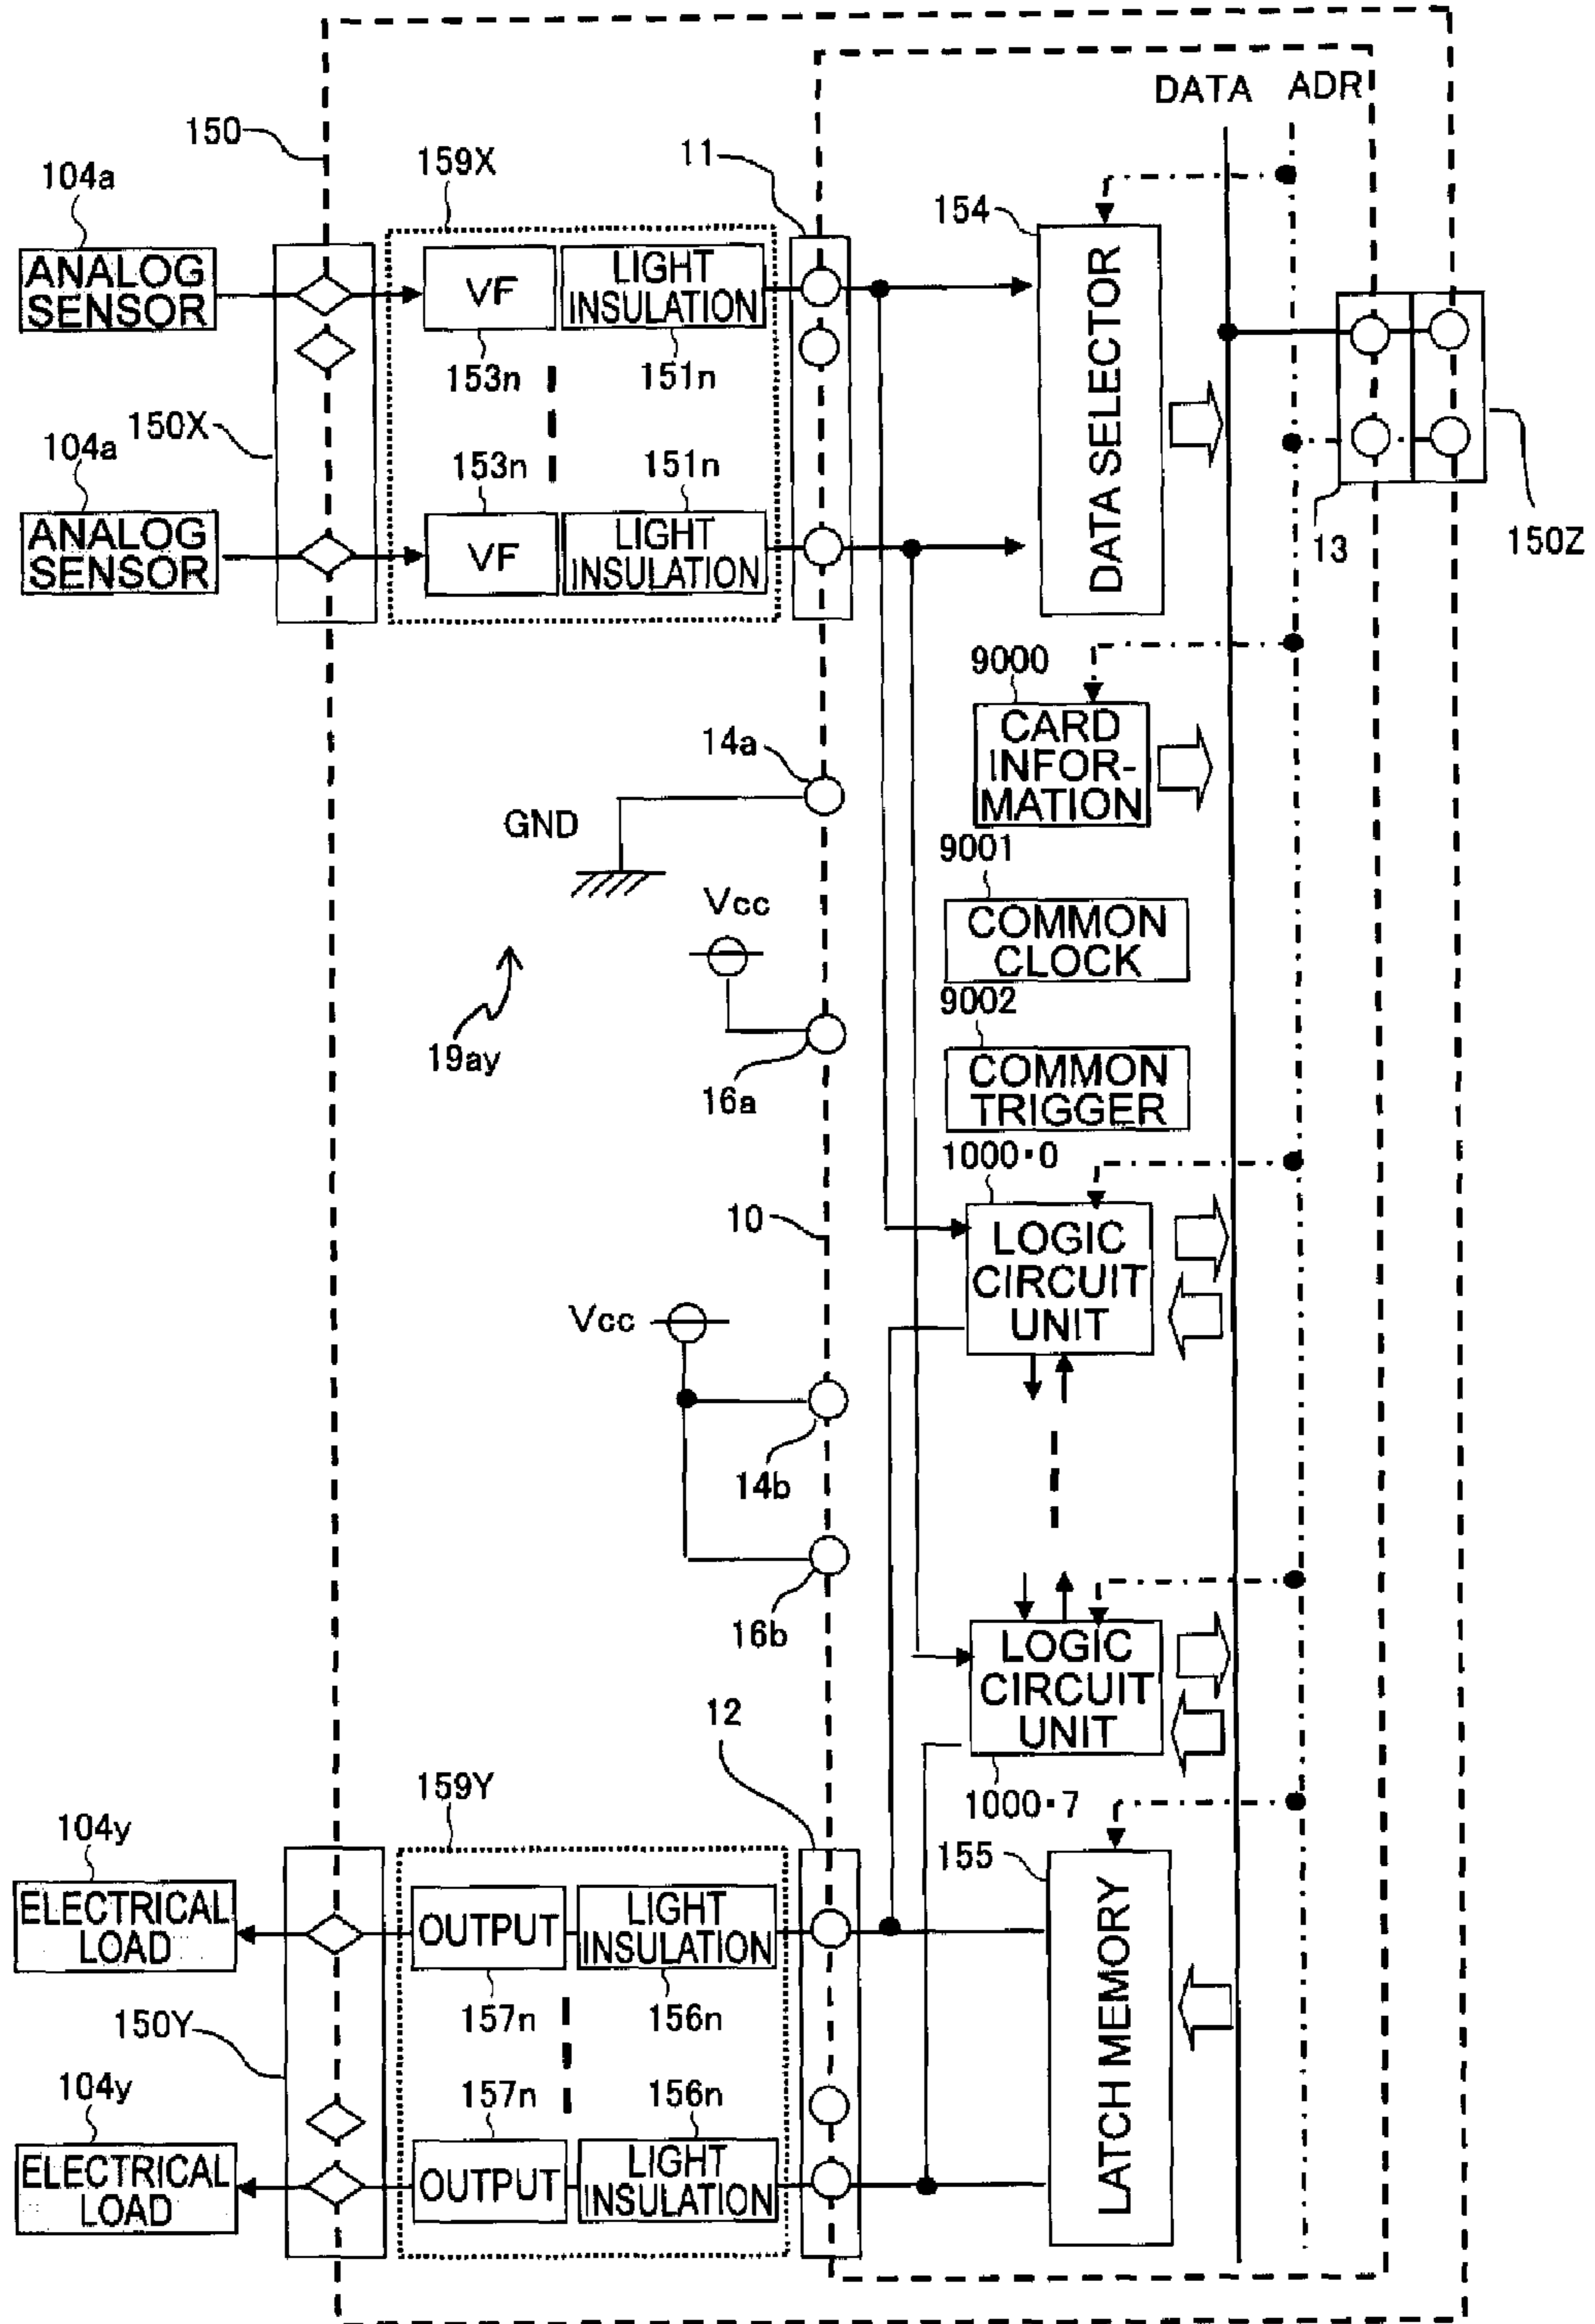 DATA ADR
150
159X
11
104a
154
ANALOG
SENSOR
VF
LIGHT
INSULATION
DATA SELECTOR
153n
151n
150X
104a
153n
151n
ANALOG
SENSOR
VF
LIGHT
INSULATION
13
150Z
9000
14a
CARD
INFOR-
MATION
GND
9001
Vcc
COMMON
CLOCK
9002
19ay
16a
COMMON
TRIGGER
1000・0
10
LOGIC
CIRCUIT
UNIT
Vcc
14b
16b
LOGIC
CIRCUIT
UNIT
12
159Y
1000・7
104y
155
ELECTRICAL
LOAD
OUTPUT
LIGHT
INSULATION
LATCH MEMORY
157n
156n
150Y
104y
157n
156n
ELECTRICAL
LOAD
OUTPUT
LIGHT
INSULATION